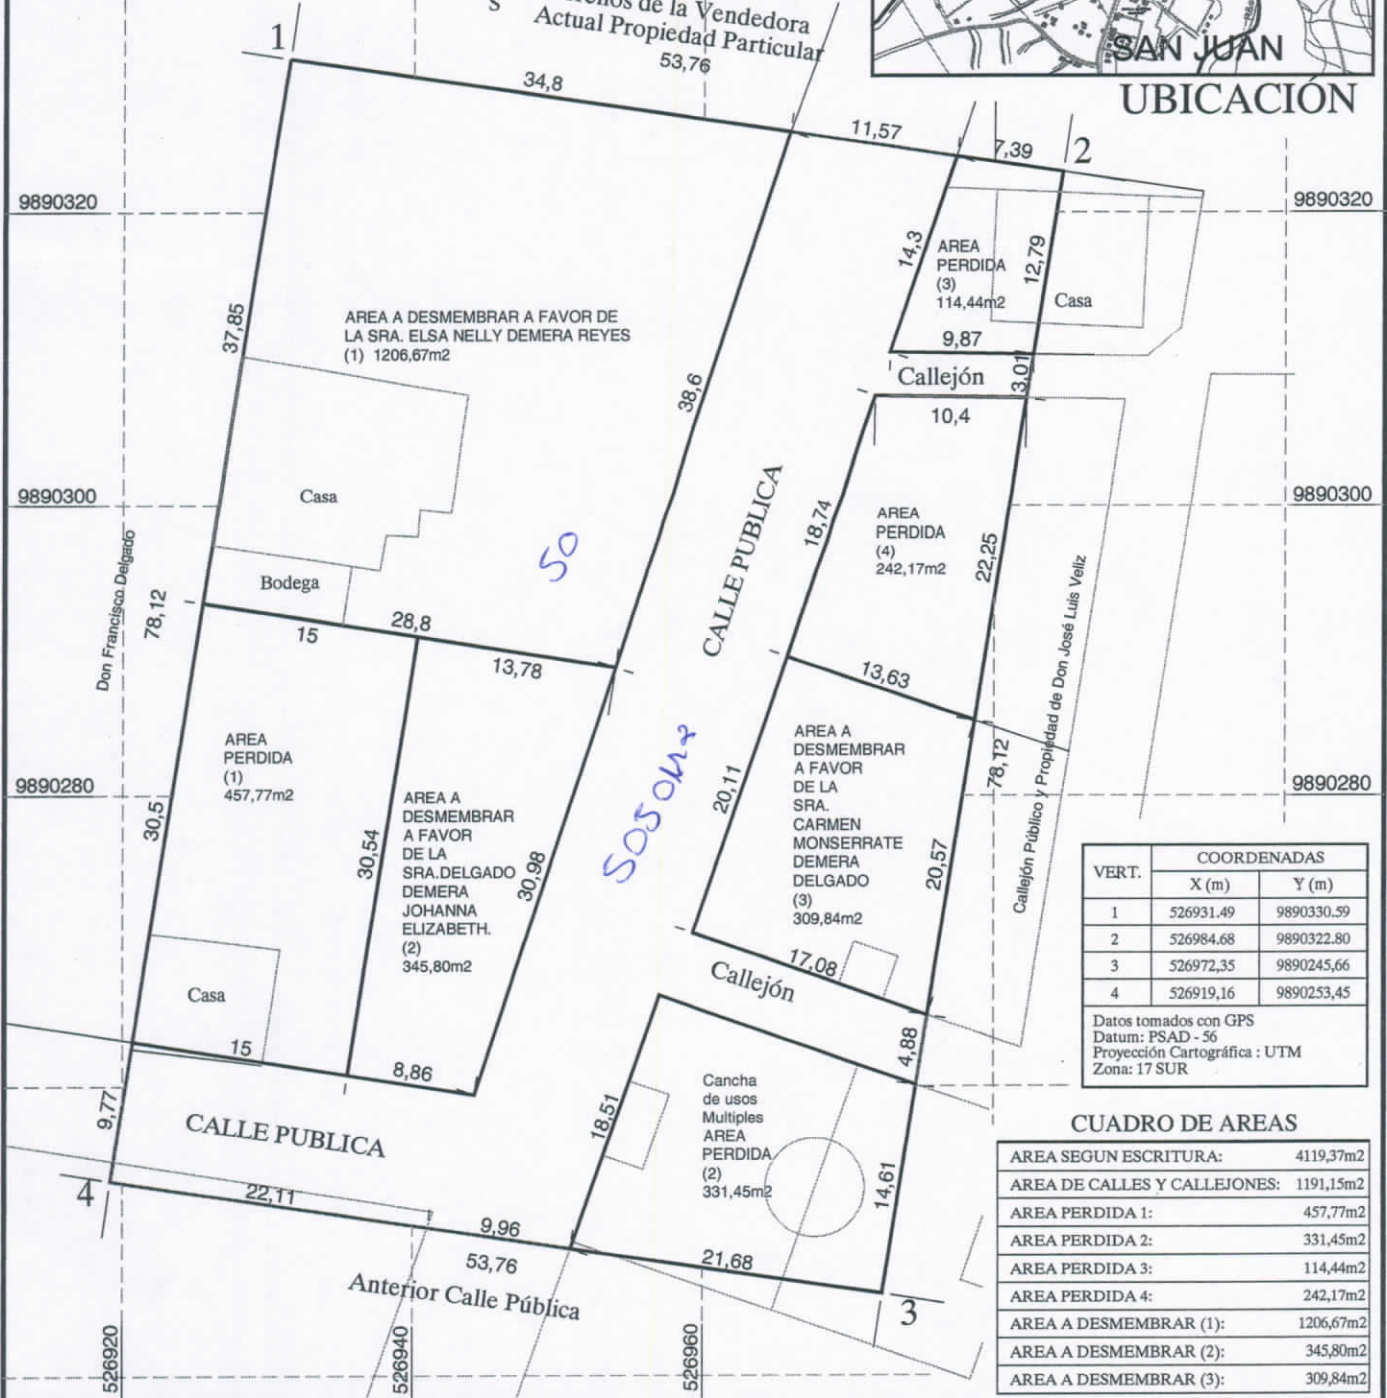 de la Vendedora
Actual Propiedad Particular
53,76
SAN JUAN
UBICACIÓN
1
34,8
11,57
7,39
2
9890320
9890320
37,85
AREA A DESMEMBRAR A FAVOR DE
LA SRA. ELSA NELLY DEMERA REYES
(1) 1206,67m2
38,6
14,3
AREA
PERDIDA
(3)
114,44m2
12,79
Casa
9,87
Callejón
3,01
10,4
9890300
9890300
Casa
Bodega
50
CALLE PUBLICA
18,74
AREA
PERDIDA
(4)
242,17m2
22,25
Don Francisco Delgado
78,12
15
28,8
13,78
13,63
Callejón Público y Propiedad de Don José Luis Veliz
78,12
AREA
PERDIDA
(1)
457,77m2
9890280
9890280
30,5
30,54
AREA A
DESMEMBRAR
A FAVOR
DE LA
SRA.DELGADO
DEMERA
JOHANNA
ELIZABETH.
(2)
345,80m2
30,98
20,11
AREA A
DESMEMBRAR
A FAVOR
DE LA
SRA.
CARMEN
MONSERRATE
DEMERA
DELGADO
(3)
309,84m2
20,57
17,08
Callejón
4,88
Casa
15
8,86
9,77
CALLE PUBLICA
18,51
Cancha
de usos
Multiples
AREA
PERDIDA
(2)
331,45m2
14,61
4
22,11
9,96
53,76
21,68
3
Anterior Calle Pública
526920
526940
526960
VERT. COORDENADAS
X (m) Y (m)
1 526931.49 9890330.59
2 526984.68 9890322.80
3 526972,35 9890245,66
4 526919,16 9890253,45
Datos tomados con GPS
Datum: PSAD - 56
Proyección Cartográfica : UTM
Zona: 17 SUR
CUADRO DE AREAS
AREA SEGUN ESCRITURA: 4119,37m2
AREA DE CALLES Y CALLEJONES: 1191,15m2
AREA PERDIDA 1: 457,77m2
AREA PERDIDA 2: 331,45m2
AREA PERDIDA 3: 114,44m2
AREA PERDIDA 4: 242,17m2
AREA A DESMEMBRAR (1): 1206,67m2
AREA A DESMEMBRAR (2): 345,80m2
AREA A DESMEMBRAR (3): 309,84m2